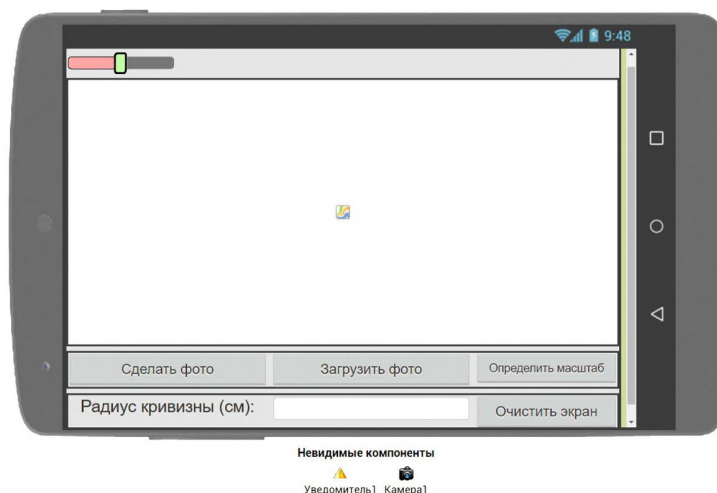 9:48
Сделать фото Загрузить фото Определить масштаб
Радиус кривизны (см): Очистить экран
Невидимые компоненты
Уведомитель1 Камера1